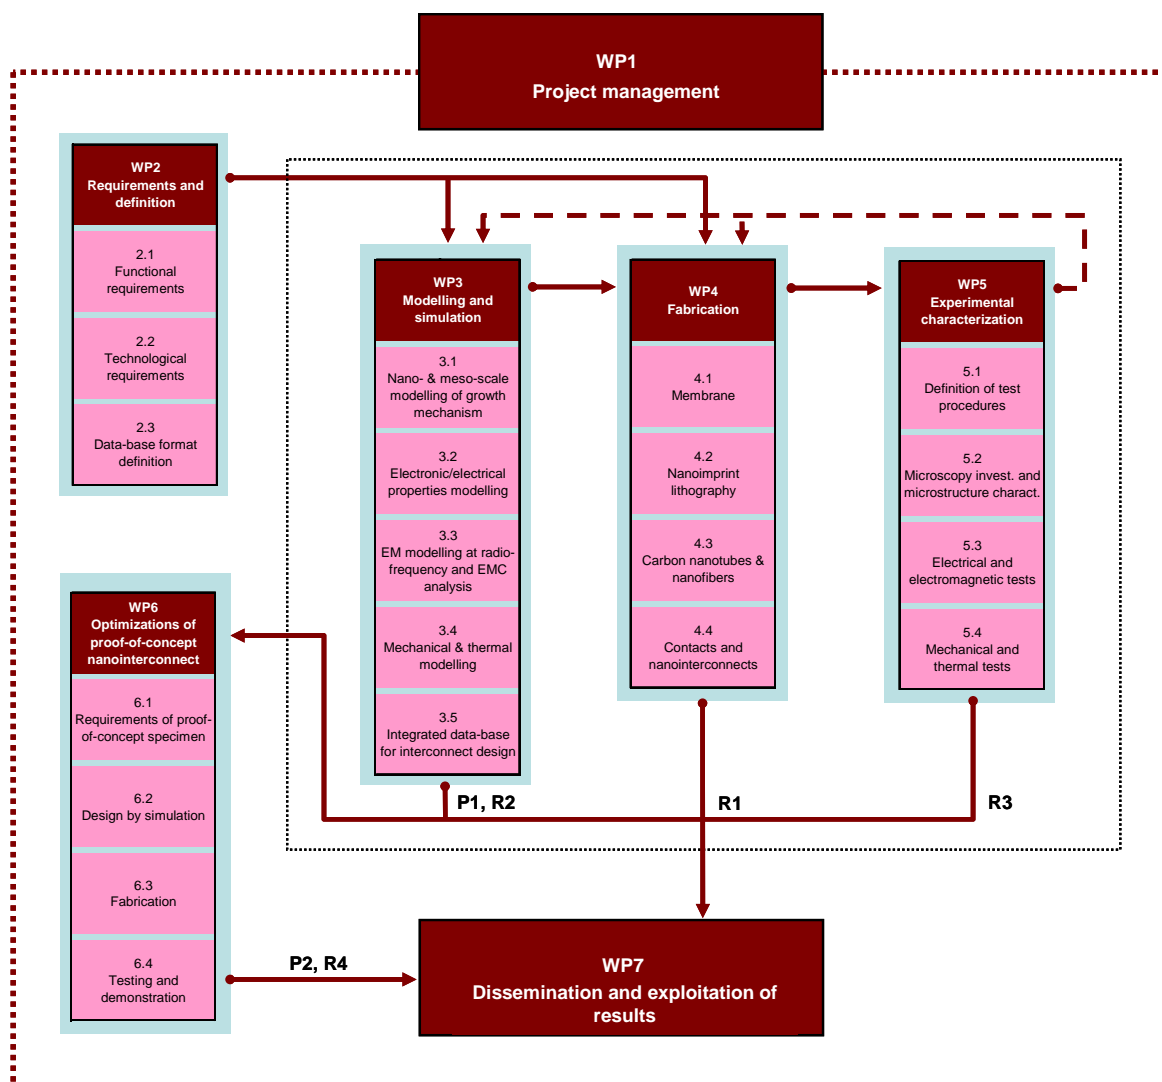 WP1
Project management
WP2
Requirements and
definition
2.1
Functional
requirements
2.2
Technological
requirements
2.3
Data-base format
definition
WP3
Modelling and
simulation
3.1
Nano- & meso-scale
modelling of growth
mechanism
3.2
Electronic/electrical
properties modelling
3.3
EM modelling at radio-
frequency and EMC
analysis
3.4
Mechanical & thermal
modelling
3.5
Integrated data-base
for interconnect design
WP4
Fabrication
4.1
Membrane
4.2
Nanoimprint
lithography
4.3
Carbon nanotubes &
nanofibers
4.4
Contacts and
nanointerconnects
WP5
Experimental
characterization
5.1
Definition of test
procedures
5.2
Microscopy invest. and
microstructure charact.
5.3
Electrical and
electromagnetic tests
5.4
Mechanical and
thermal tests
P1, R2
R1
R3
WP6
Optimizations of
proof-of-concept
nanointerconnect
6.1
Requirements of proof-
of-concept specimen
6.2
Design by simulation
6.3
Fabrication
6.4
Testing and
demonstration
P2, R4
WP7
Dissemination and exploitation of
results